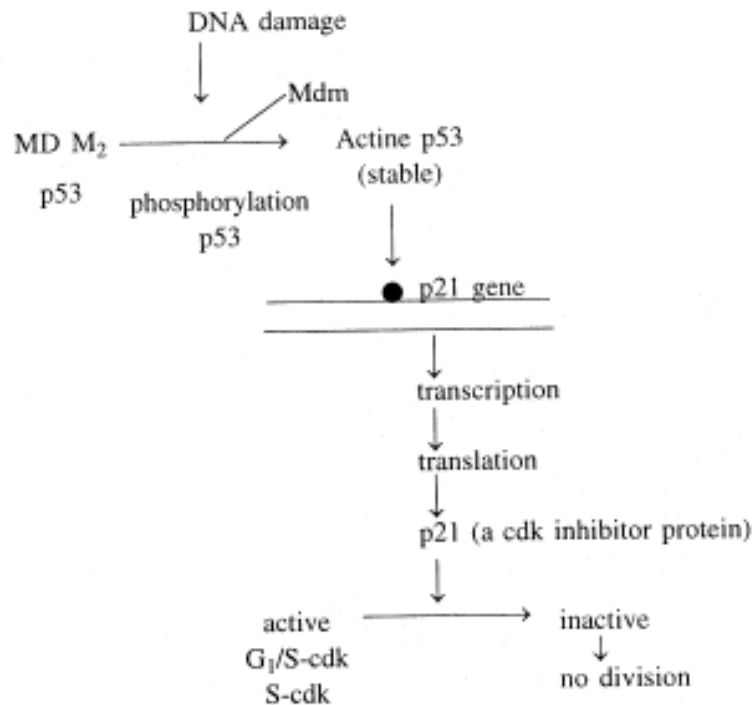 DNA damage
Mdm
MD M₂
Actine p53
(stable)
p53
phosphorylation
p53
p21 gene
transcription
translation
p21 (a cdk inhibitor protein)
active
inactive
G₁/S-cdk
S-cdk
no division